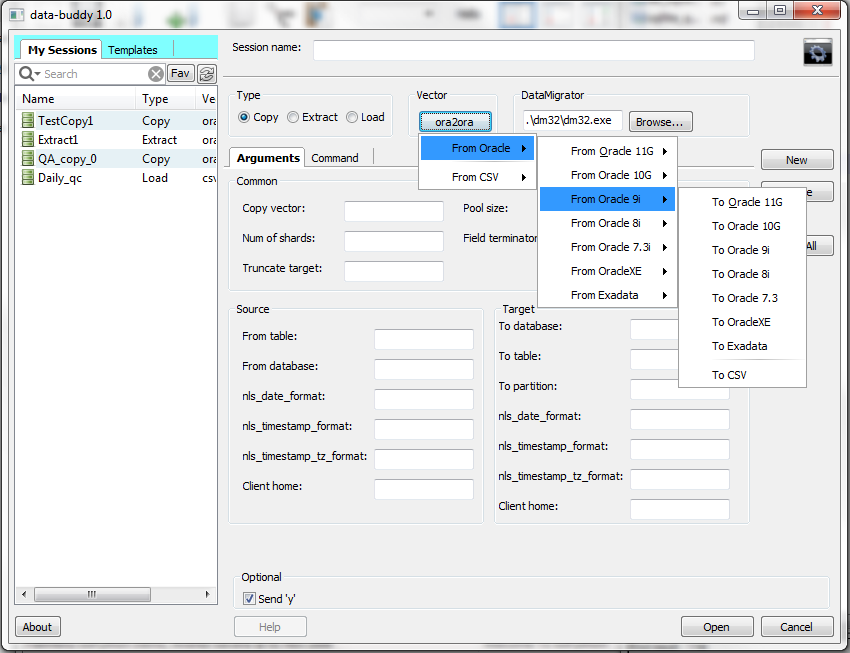 data-buddy 1.0
My Sessions
Templates
Search
Fav
Name Type Ve
TestCopy1 Copy ora
Extract1 Extract ora
QA_copy_0 Copy ora
Daily_qc Load csv
Session name:
Type
Copy
Extract
Load
Vector
ora2ora
DataMigrator
.\dm32\dm32.exe
Browse...
Arguments
Command
From Oracle
From CSV
From Oracle 11G
From Oracle 10G
From Oracle 9i
From Oracle 8i
From Oracle 7.3i
From OracleXE
From Exadata
To Oracle 11G
To Oracle 10G
To Oracle 9i
To Oracle 8i
To Oracle 7.3
To OracleXE
To Exadata
To CSV
New
e
All
Common
Copy vector:
Pool size:
Num of shards:
Field terminator
Truncate target:
Source
From table:
From database:
nls_date_format:
nls_timestamp_format:
nls_timestamp_tz_format:
Client home:
Target
To database:
To table:
To partition:
nls_date_format:
nls_timestamp_format:
nls_timestamp_tz_format:
Client home:
Optional
Send 'y'
About
Help
Open
Cancel